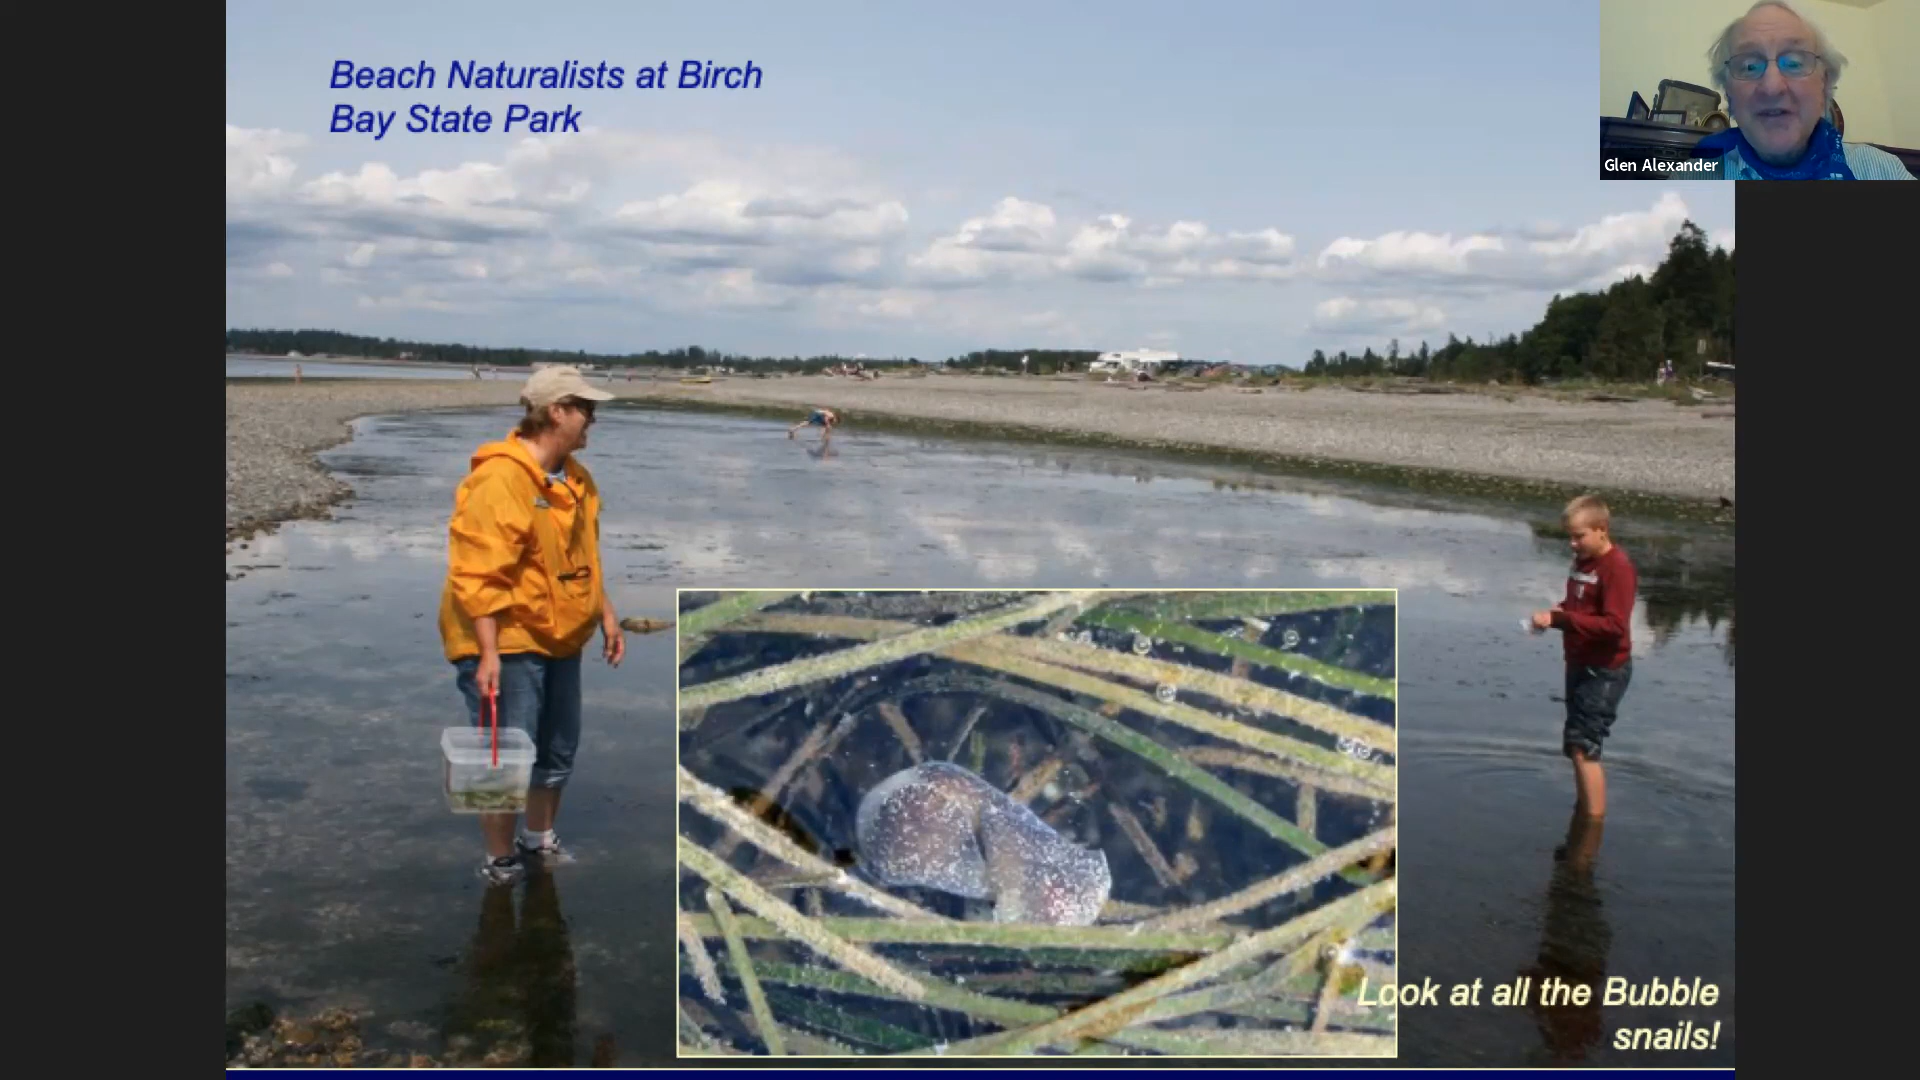 Beach Naturalists at Birch
Bay State Park
Glen Alexander
Look at all the Bubble
snails!